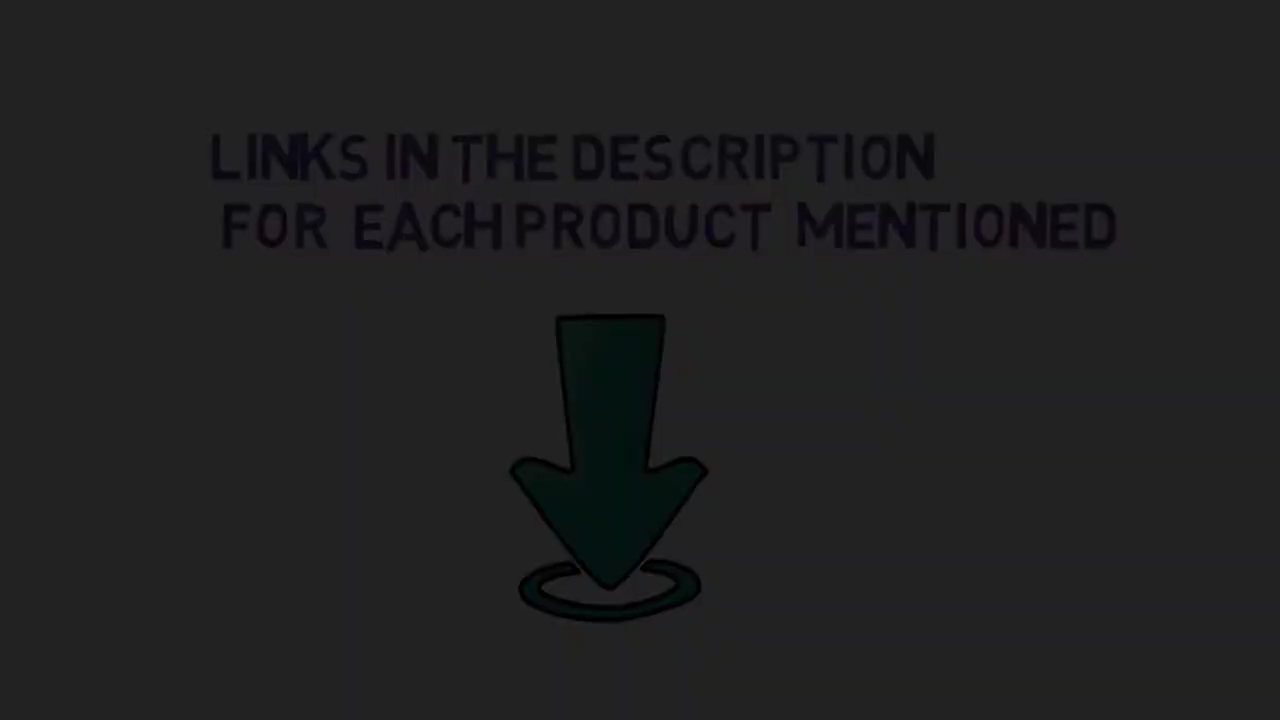 LINKS IN THE DESCRIPTION
FOR EACH PRODUCT MENTIONED